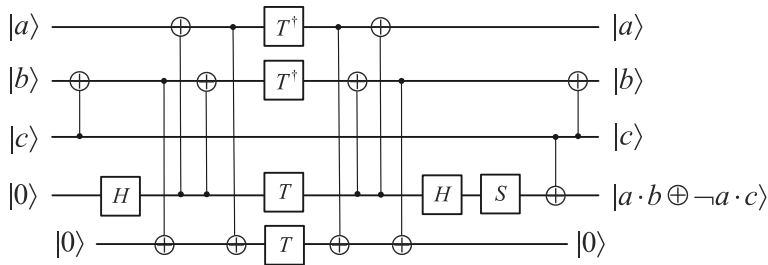 |a⟩ T† |a⟩
|b⟩ T† |b⟩
|c⟩ |c⟩
|0⟩ H T H S |a · b ⊕ ¬a · c⟩
|0⟩ T |0⟩